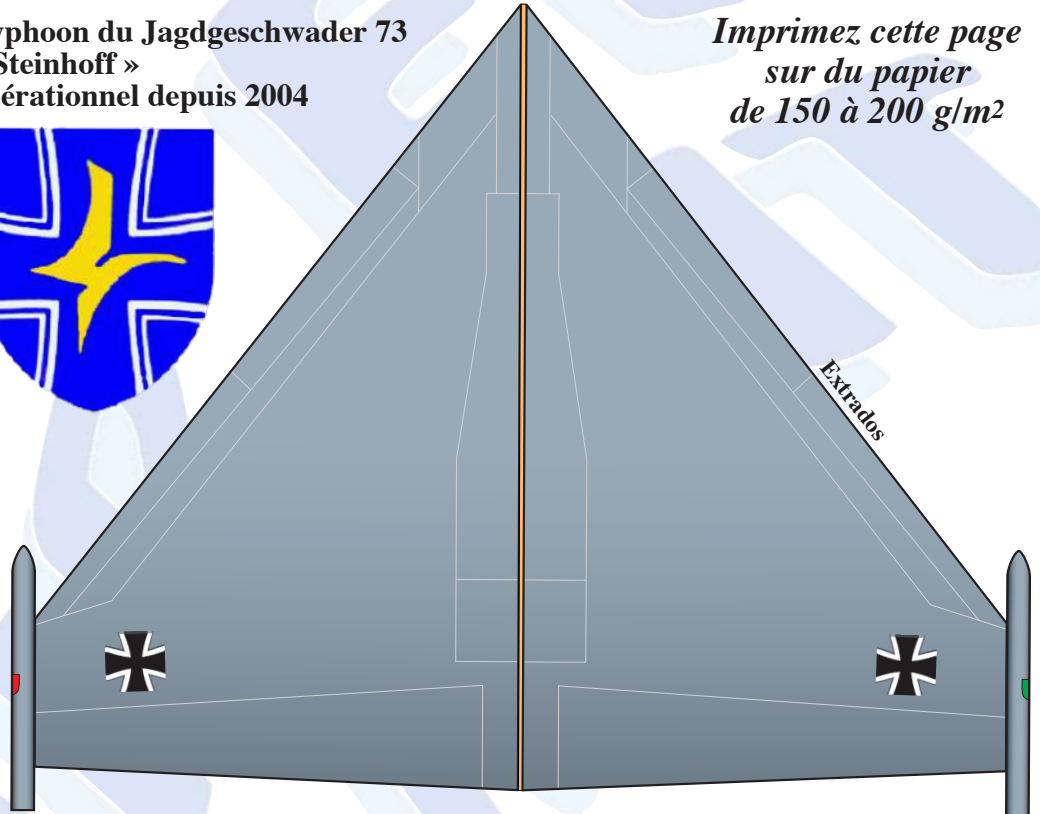 yphoon du Jagdgeschwader 73
Steinhoff »
érationnel depuis 2004
Imprimez cette page
sur du papier
de 150 à 200 g/m²
Extrados